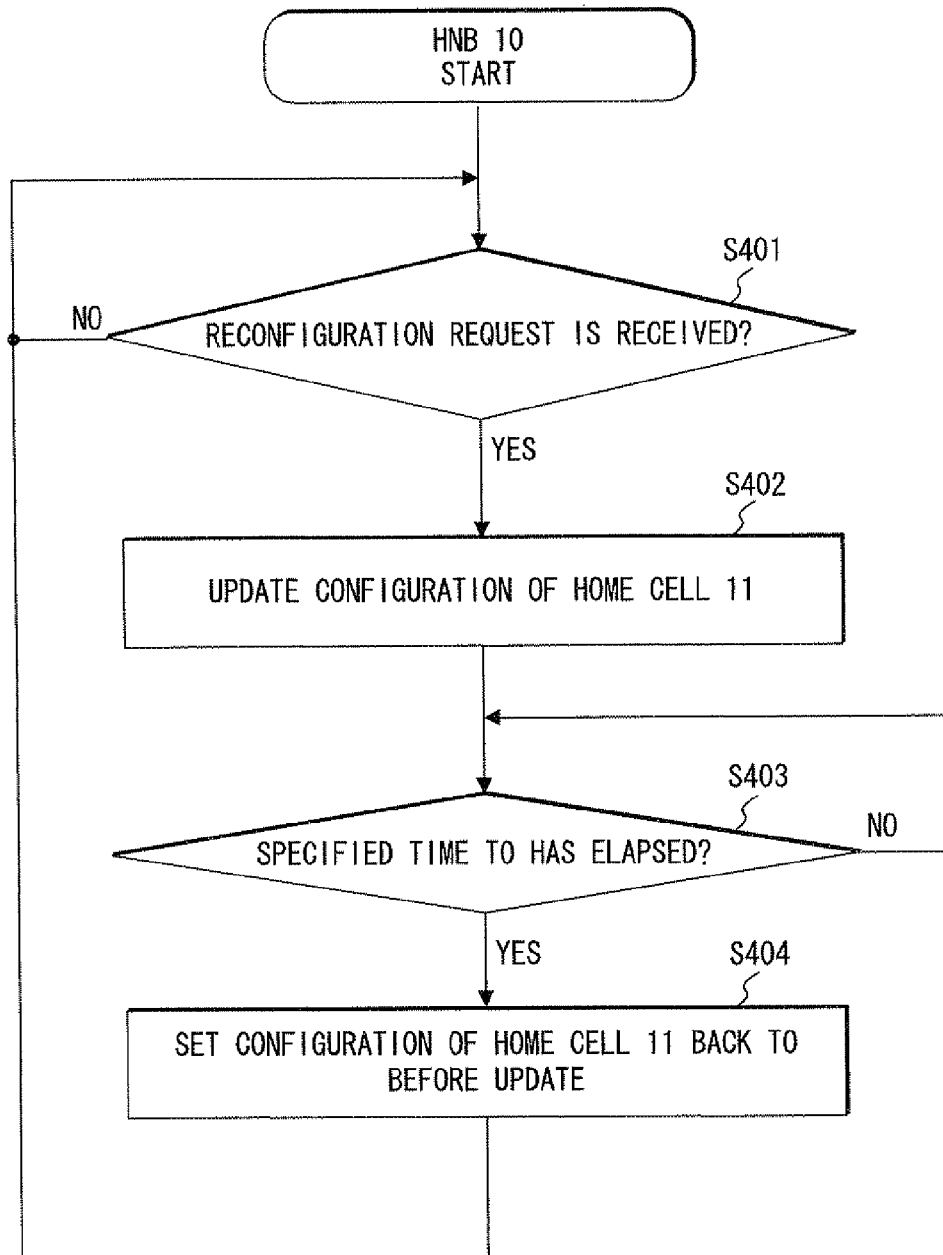 HNB 10
START
S401
NO
RECONFIGURATION REQUEST IS RECEIVED?
YES
S402
UPDATE CONFIGURATION OF HOME CELL 11
S403
NO
SPECIFIED TIME TO HAS ELAPSED?
YES
S404
SET CONFIGURATION OF HOME CELL 11 BACK TO
BEFORE UPDATE